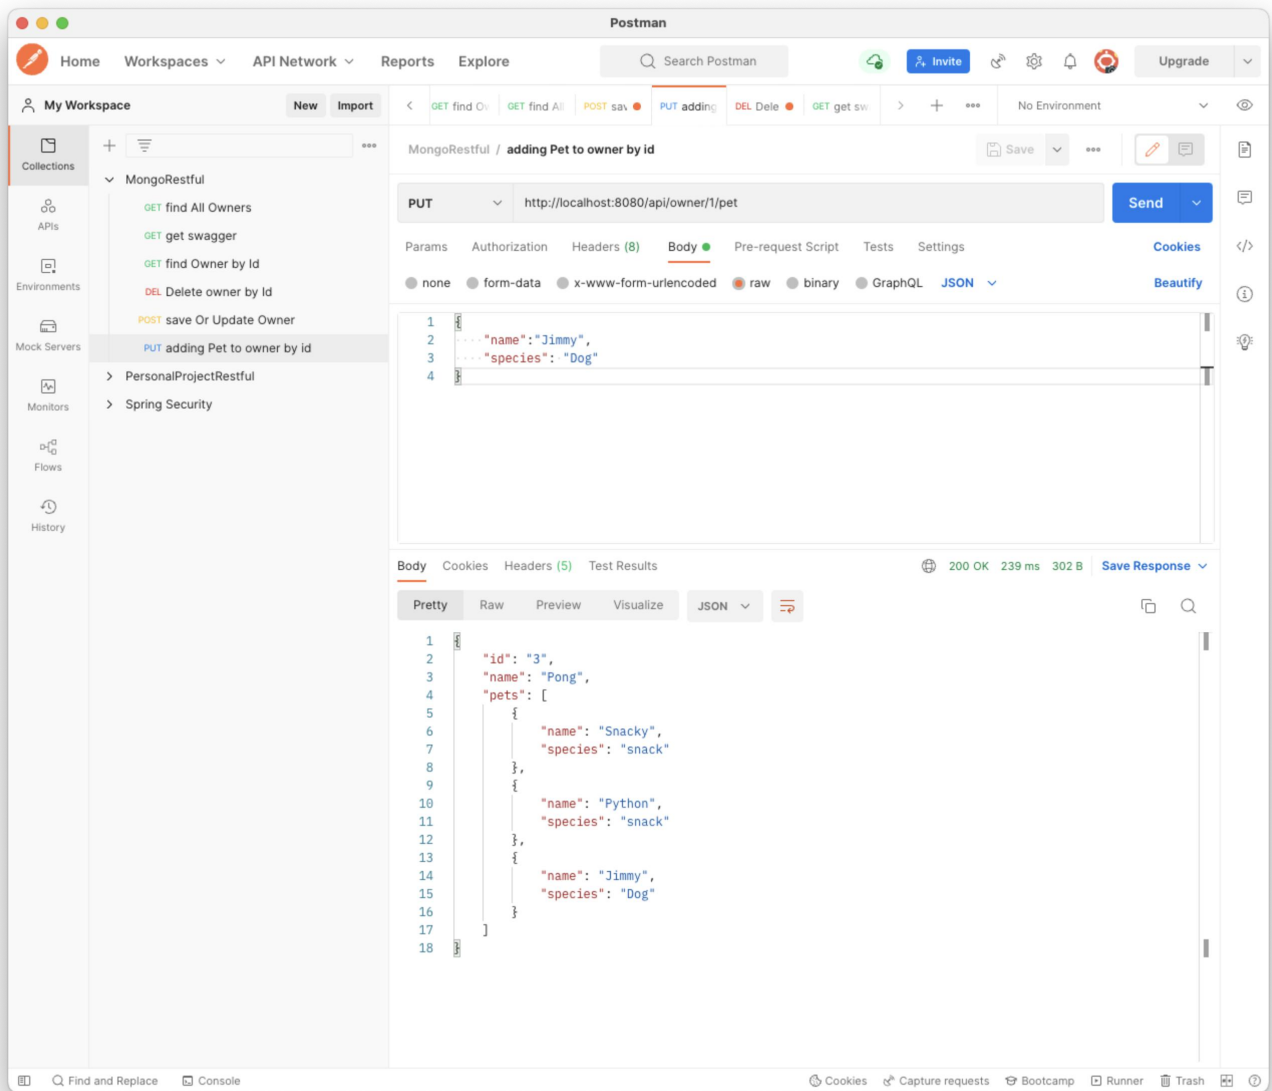 Postman
Home Workspaces API Network Reports Explore Search Postman Invite Upgrade
My Workspace New Import GET find Ov GET find All POST sav PUT adding DEL Dele GET get sw No Environment
Collections
APIs
Environments
Mock Servers
Monitors
Flows
History
MongoRestful
GET find All Owners
GET get swagger
GET find Owner by Id
DEL Delete owner by Id
POST save Or Update Owner
PUT adding Pet to owner by id
PersonalProjectRestful
Spring Security
MongoRestful / adding Pet to owner by id Save
PUT http://localhost:8080/api/owner/1/pet Send
Params Authorization Headers (8) Body Pre-request Script Tests Settings Cookies
none form-data x-www-form-urlencoded raw binary GraphQL JSON Beautify
1 {
2 "name":"Jimmy",
3 "species": "Dog"
4 }
Body Cookies Headers (5) Test Results 200 OK 239 ms 302 B Save Response
Pretty Raw Preview Visualize JSON
1 {
2 "id": "3",
3 "name": "Pong",
4 "pets": [
5 {
6 "name": "Snacky",
7 "species": "snack"
8 },
9 {
10 "name": "Python",
11 "species": "snack"
12 },
13 {
14 "name": "Jimmy",
15 "species": "Dog"
16 }
17 ]
18 }
Find and Replace Console Cookies Capture requests Bootcamp Runner Trash